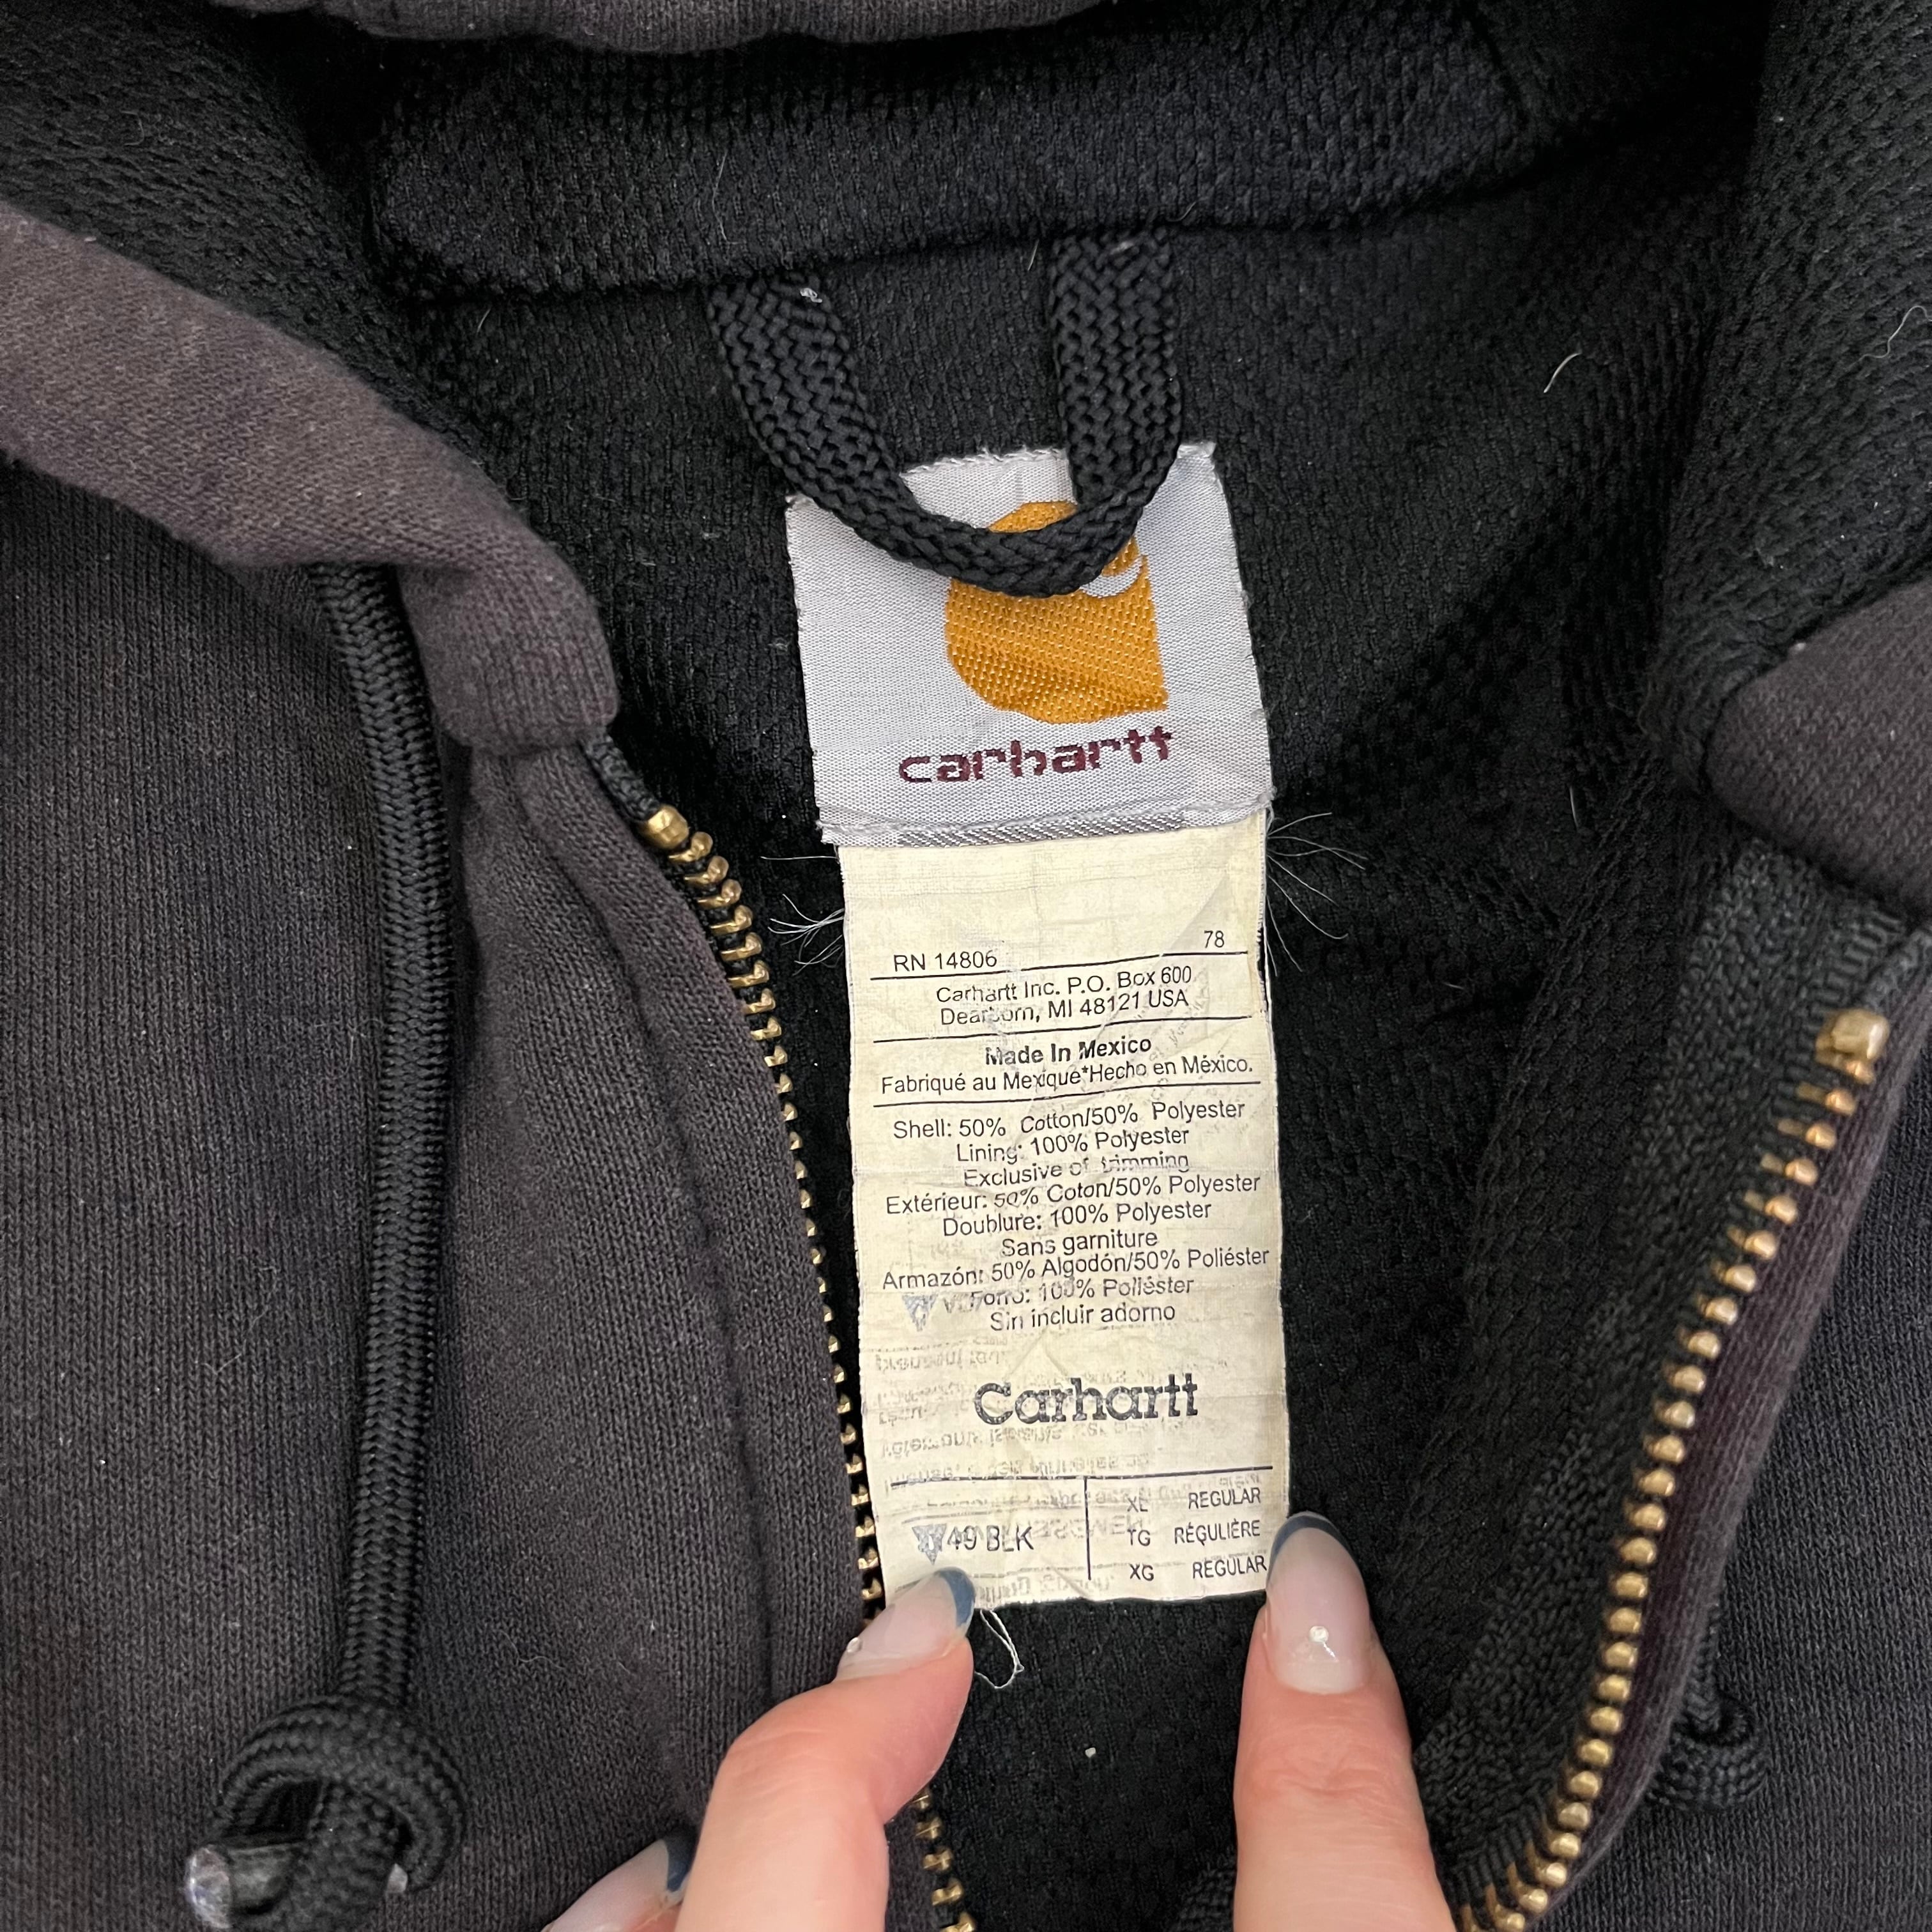 carhartt
RN 14806 78
Carhartt Inc. P.O. Box 600
Dearborn, MI 48121 USA
Made In Mexico
Fabriqué au Mexique*Hecho en México.
Shell: 50% Cotton/50% Polyester
Lining: 100% Polyester
Exclusive of trimming
Extérieur: 50% Coton/50% Polyester
Doublure: 100% Polyester
Sans garniture
Armazón: 50% Algodón/50% Poliéster
Forro: 100% Poliéster
Sin incluir adorno
Carhartt
XL REGULAR
49 BLK TG RÉGULIÈRE
XG REGULAR